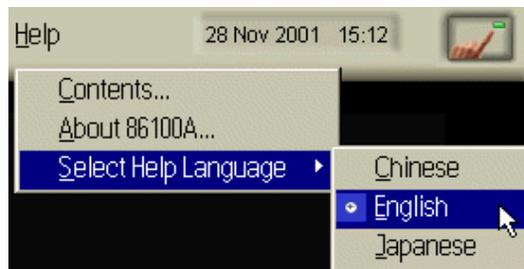 Help 28 Nov 2001 15:12
Contents...
About 86100A...
Select Help Language
Chinese
English
Japanese